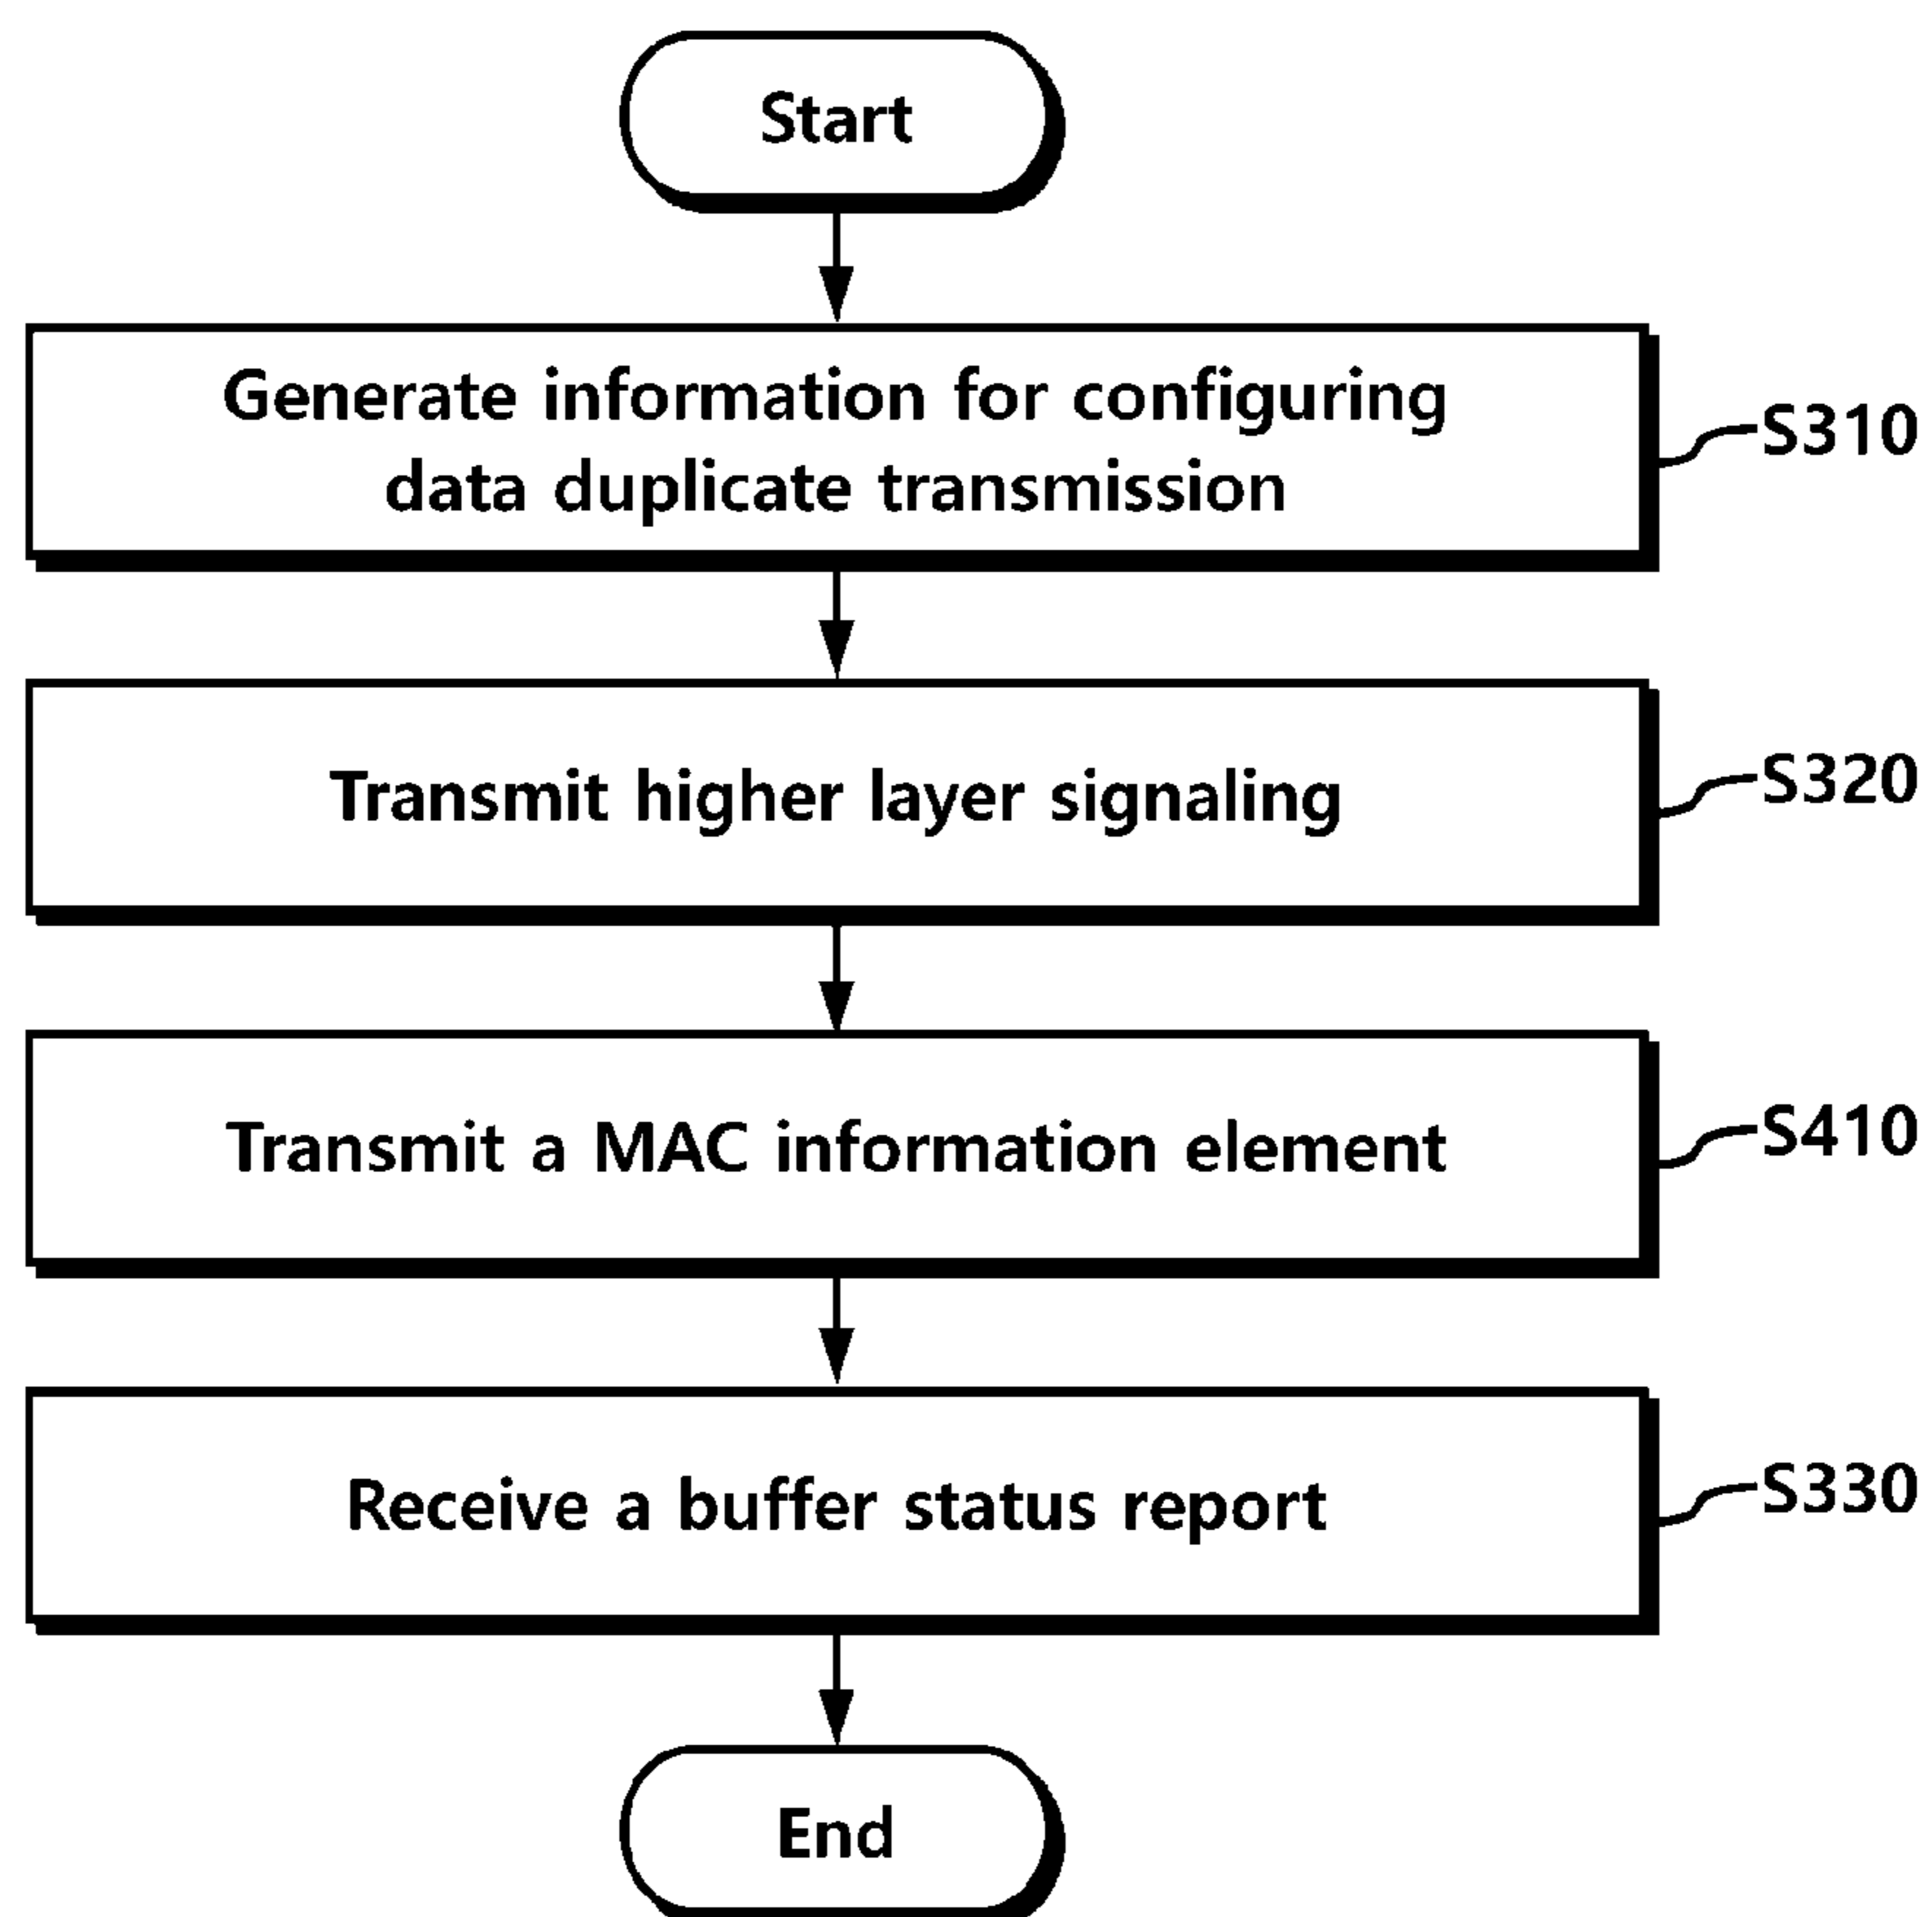 Start
Generate information for configuring
data duplicate transmission
S310
Transmit higher layer signaling
S320
Transmit a MAC information element
S410
Receive a buffer status report
S330
End